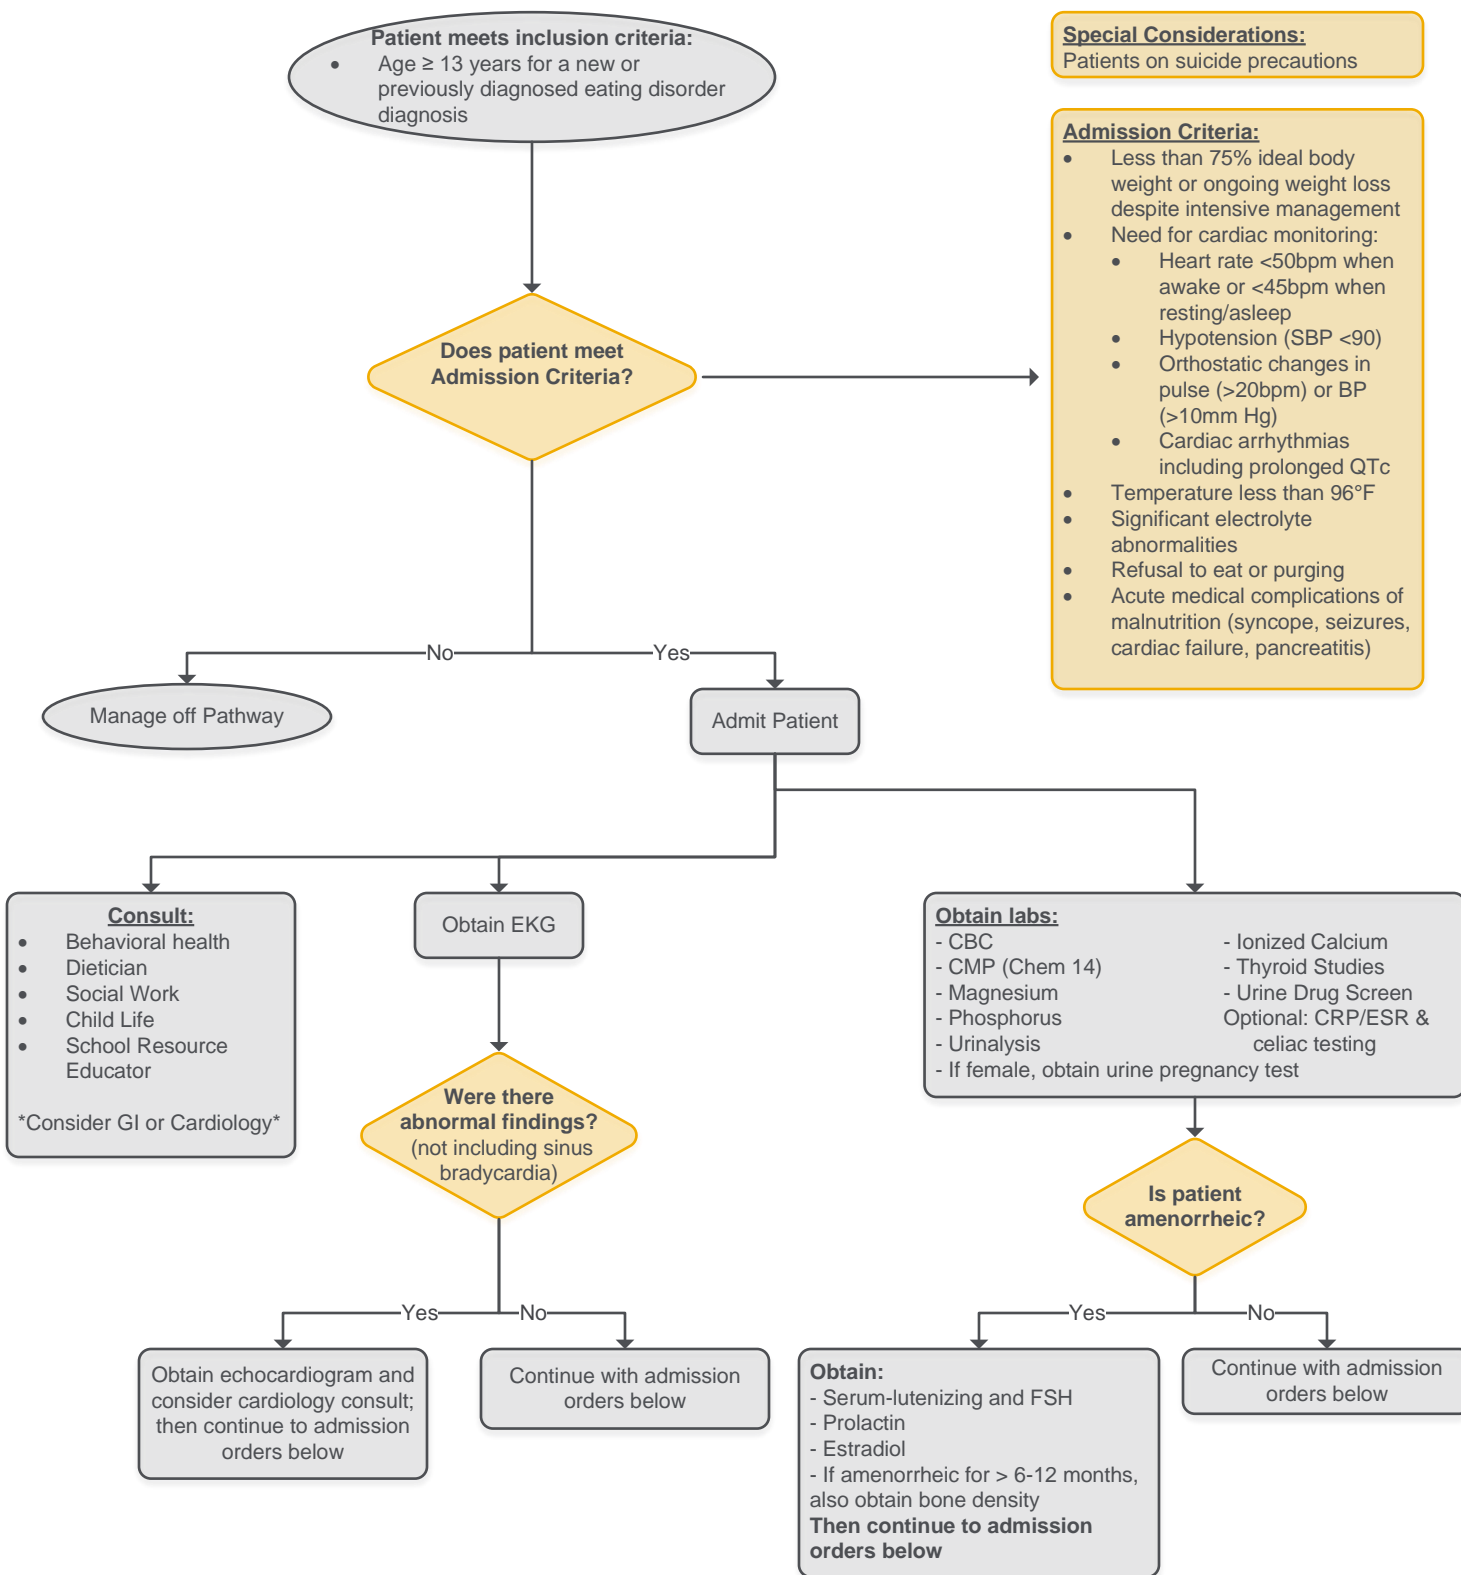 Patient meets inclusion criteria:
• Age ≥ 13 years for a new or
previously diagnosed eating disorder
diagnosis
Special Considerations:
Patients on suicide precautions
Admission Criteria:
• Less than 75% ideal body
weight or ongoing weight loss
despite intensive management
• Need for cardiac monitoring:
• Heart rate <50bpm when
awake or <45bpm when
resting/asleep
• Hypotension (SBP <90)
• Orthostatic changes in
pulse (>20bpm) or BP
(>10mm Hg)
• Cardiac arrhythmias
including prolonged QTc
• Temperature less than 96°F
• Significant electrolyte
abnormalities
• Refusal to eat or purging
• Acute medical complications of
malnutrition (syncope, seizures,
cardiac failure, pancreatitis)
Does patient meet
Admission Criteria?
No
Yes
Manage off Pathway
Admit Patient
Consult:
• Behavioral health
• Dietician
• Social Work
• Child Life
• School Resource
Educator
*Consider GI or Cardiology*
Obtain EKG
Were there
abnormal findings?
(not including sinus
bradycardia)
Yes
No
Obtain echocardiogram and
consider cardiology consult;
then continue to admission
orders below
Continue with admission
orders below
Obtain labs:
- CBC
- CMP (Chem 14)
- Magnesium
- Phosphorus
- Urinalysis
- Ionized Calcium
- Thyroid Studies
- Urine Drug Screen
Optional: CRP/ESR &
celiac testing
- If female, obtain urine pregnancy test
Is patient
amenorrheic?
Yes
No
Obtain:
- Serum-lutenizing and FSH
- Prolactin
- Estradiol
- If amenorrheic for > 6-12 months,
also obtain bone density
Then continue to admission
orders below
Continue with admission
orders below